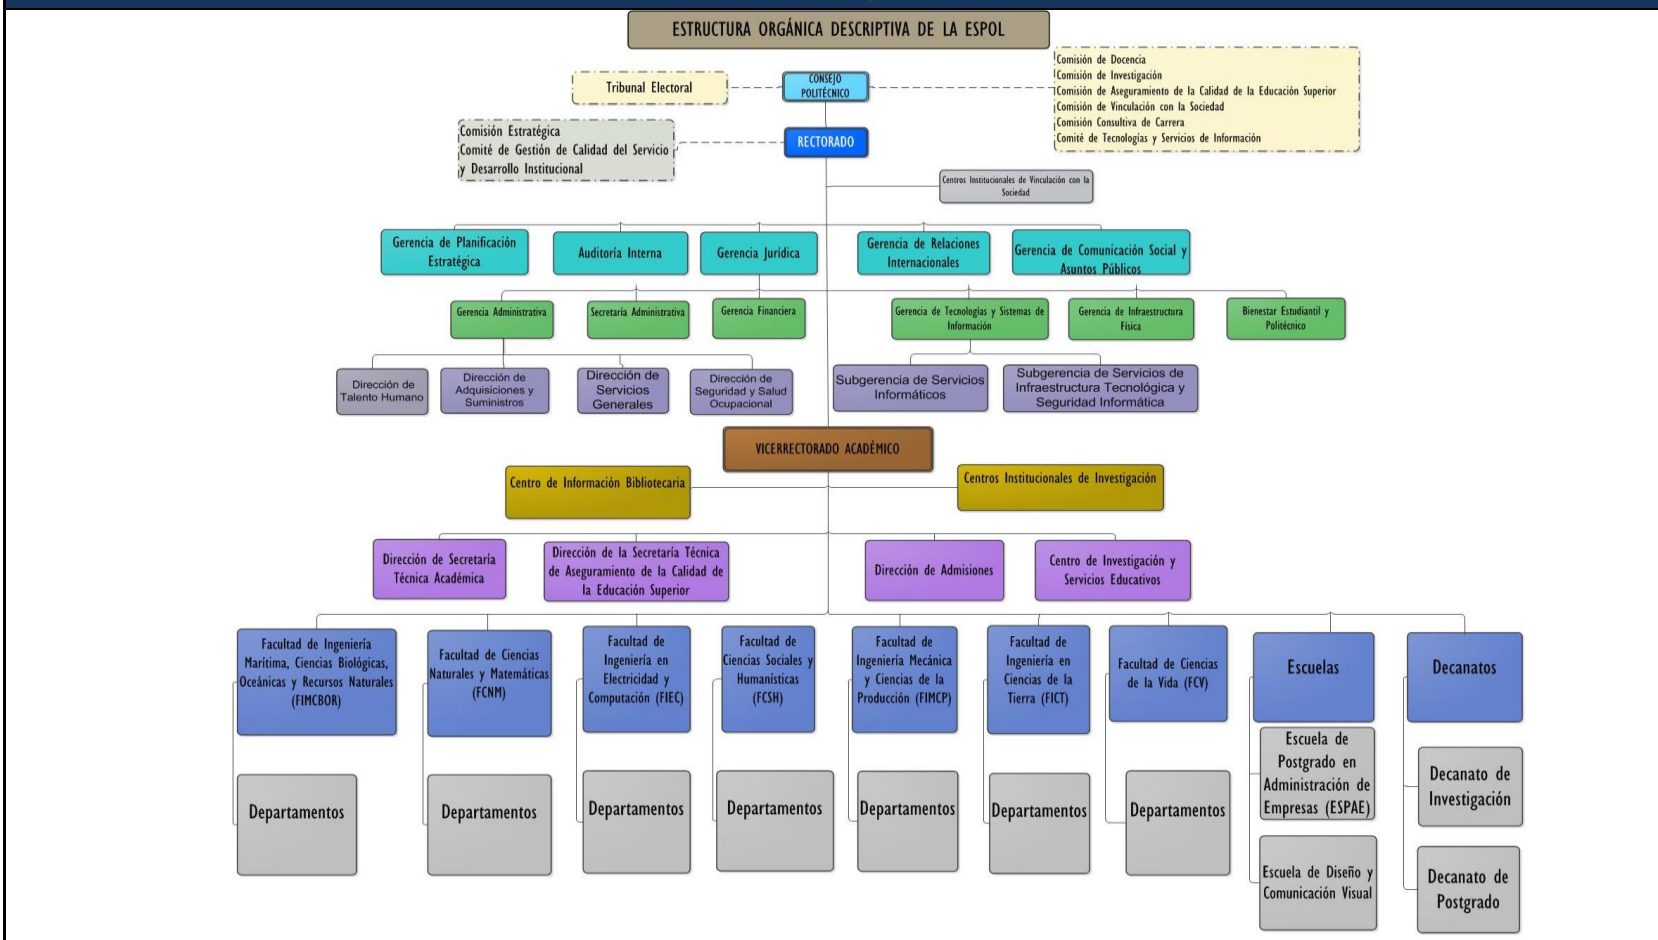 ESTRUCTURA ORGÁNICA DESCRIPTIVA DE LA ESPOL
Tribunal Electoral
CONSEJO
POLITÉCNICO
Comisión de Docencia
Comisión de Investigación
Comisión de Aseguramiento de la Calidad de la Educación Superior
Comisión de Vinculación con la Sociedad
Comisión Consultiva de Carrera
Comité de Tecnologías y Servicios de Información
Comisión Estratégica
Comité de Gestión de Calidad del Servicio
y Desarrollo Institucional
RECTORADO
Centros Institucionales de Vinculación con la
Sociedad
Gerencia de Planificación
Estratégica
Auditoría Interna
Gerencia Jurídica
Gerencia de Relaciones
Internacionales
Gerencia de Comunicación Social y
Asuntos Públicos
Gerencia Administrativa
Secretaría Administrativa
Gerencia Financiera
Gerencia de Tecnologías y Sistemas de
Información
Gerencia de Infraestructura
Física
Bienestar Estudiantil y
Politécnico
Dirección de
Talento Humano
Dirección de
Adquisiciones y
Suministros
Dirección de
Servicios
Generales
Dirección de
Seguridad y Salud
Ocupacional
Subgerencia de Servicios
Informáticos
Subgerencia de Servicios de
Infraestructura Tecnológica y
Seguridad Informática
VICERRECTORADO ACADÉMICO
Centro de Información Bibliotecaria
Centros Institucionales de Investigación
Dirección de Secretaría
Técnica Académica
Dirección de la Secretaría Técnica
de Aseguramiento de la Calidad de
la Educación Superior
Dirección de Admisiones
Centro de Investigación y
Servicios Educativos
Facultad de Ingeniería
Marítima, Ciencias Biológicas,
Oceánicas y Recursos Naturales
(FIMCBOR)
Facultad de Ciencias
Naturales y Matemáticas
(FCNM)
Facultad de
Ingeniería en
Electricidad y
Computación (FIEC)
Facultad de
Ciencias Sociales y
Humanísticas
(FCSH)
Facultad de
Ingeniería Mecánica
y Ciencias de la
Producción (FIMCP)
Facultad de
Ingeniería en
Ciencias de la
Tierra (FICT)
Facultad de Ciencias
de la Vida (FCV)
Escuelas
Decanatos
Departamentos
Departamentos
Departamentos
Departamentos
Departamentos
Departamentos
Departamentos
Escuela de
Postgrado en
Administración de
Empresas (ESPAE)
Decanato de
Investigación
Escuela de Diseño y
Comunicación Visual
Decanato de
Postgrado